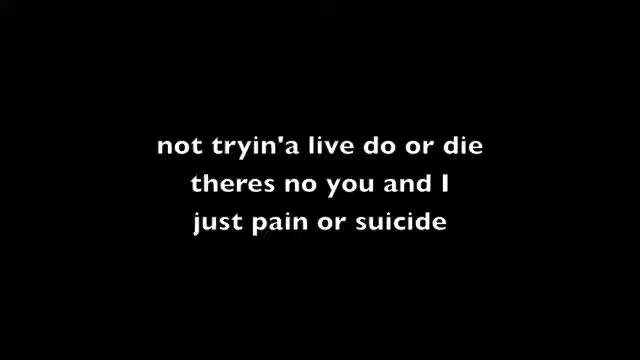 not tryin'a live do or die
theres no you and I
just pain or suicide